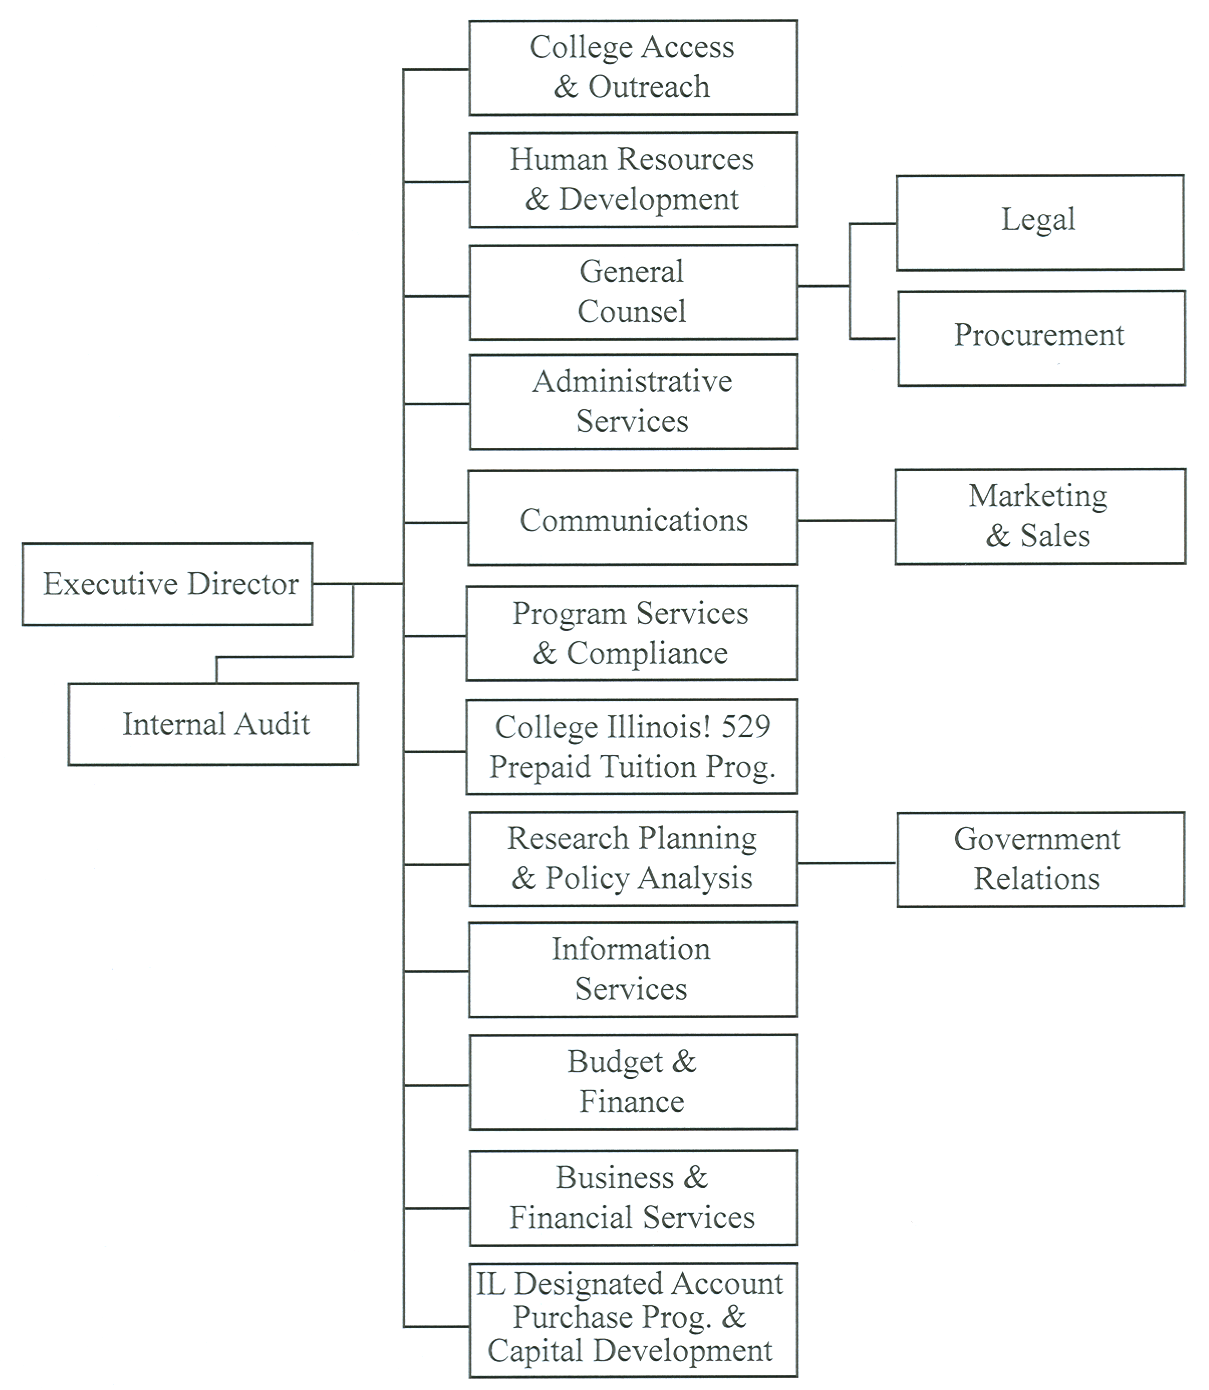 College Access
& Outreach
Human Resources
& Development
General
Counsel
Legal
Procurement
Administrative
Services
Communications
Marketing
& Sales
Executive Director
Internal Audit
Program Services
& Compliance
College Illinois! 529
Prepaid Tuition Prog.
Research Planning
& Policy Analysis
Government
Relations
Information
Services
Budget &
Finance
Business &
Financial Services
IL Designated Account
Purchase Prog. &
Capital Development